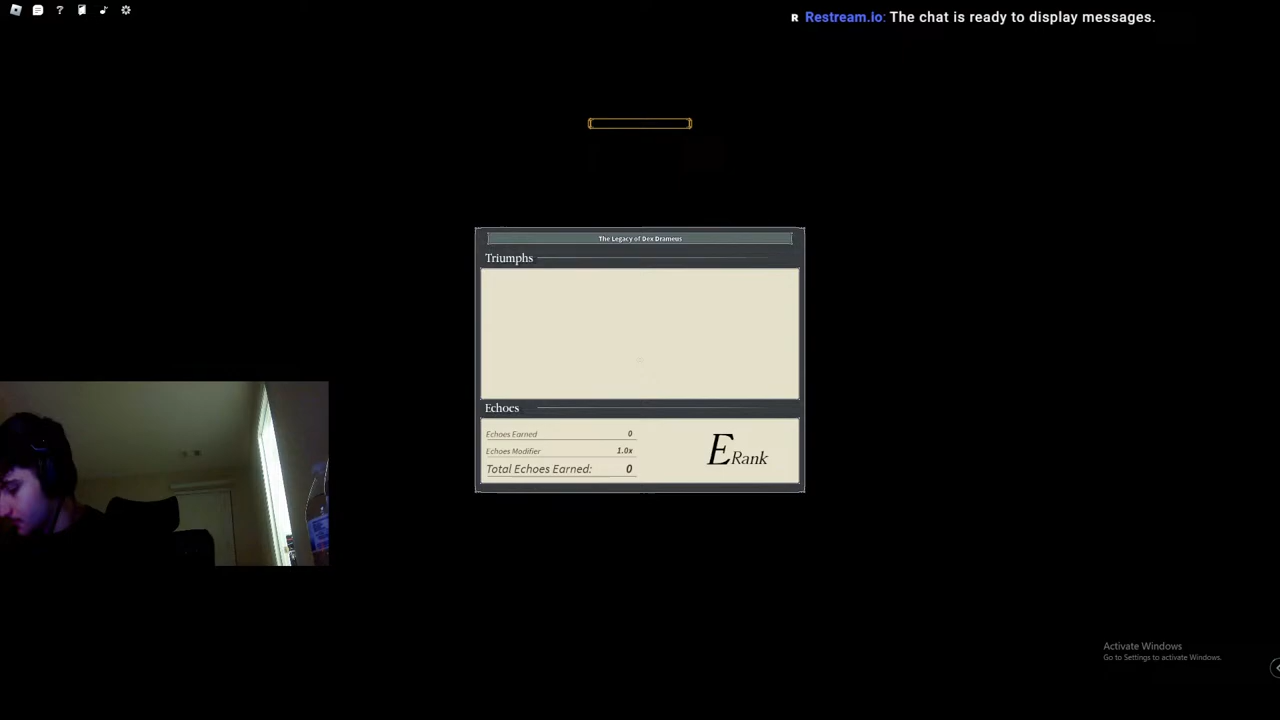 R Restream.io: The chat is ready to display messages.
The Legacy of Dex Drameus
Triumphs
Echoes
Echoes Earned 0
Echoes Modifier 1.0x
Total Echoes Earned: 0
E Rank
Activate Windows
Go to Settings to activate Windows.